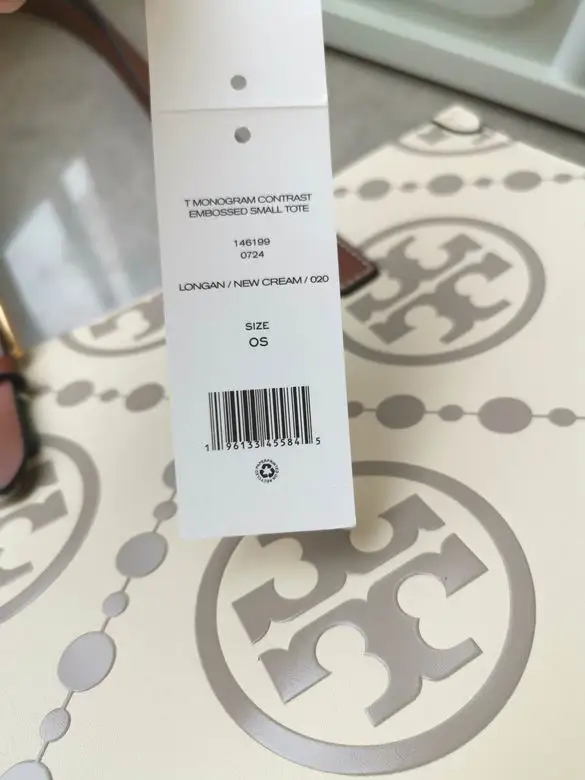 T MONOGRAM CONTRAST
EMBOSSED SMALL TOTE
146199
0724
LONGAN / NEW CREAM / 020
SIZE
OS
1 96133 45584 5